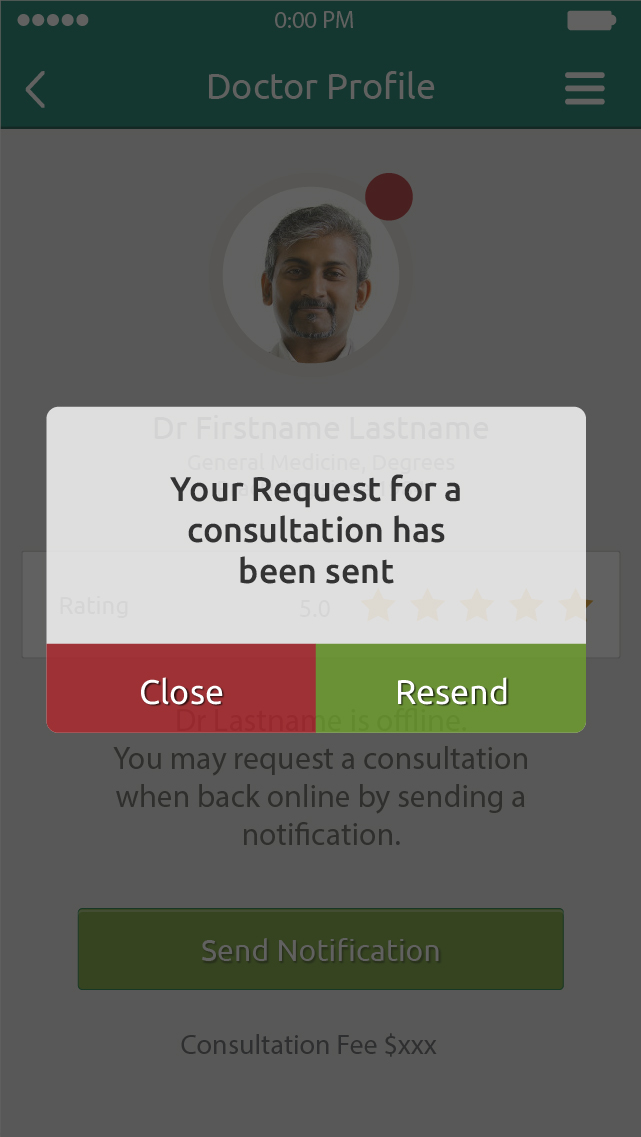 0:00 PM
Doctor Profile
Dr Firstname Lastname
General Medicine, Degrees
Your Request for a
consultation has
been sent
Rating 5.0
Close Resend
Dr Lastname is offline.
You may request a consultation
when back online by sending a
notification.
Send Notification
Consultation Fee $xxx